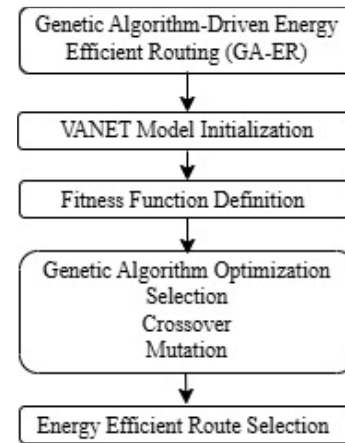 Genetic Algorithm-Driven Energy
Efficient Routing (GA-ER)
VANET Model Initialization
Fitness Function Definition
Genetic Algorithm Optimization
Selection
Crossover
Mutation
Energy Efficient Route Selection